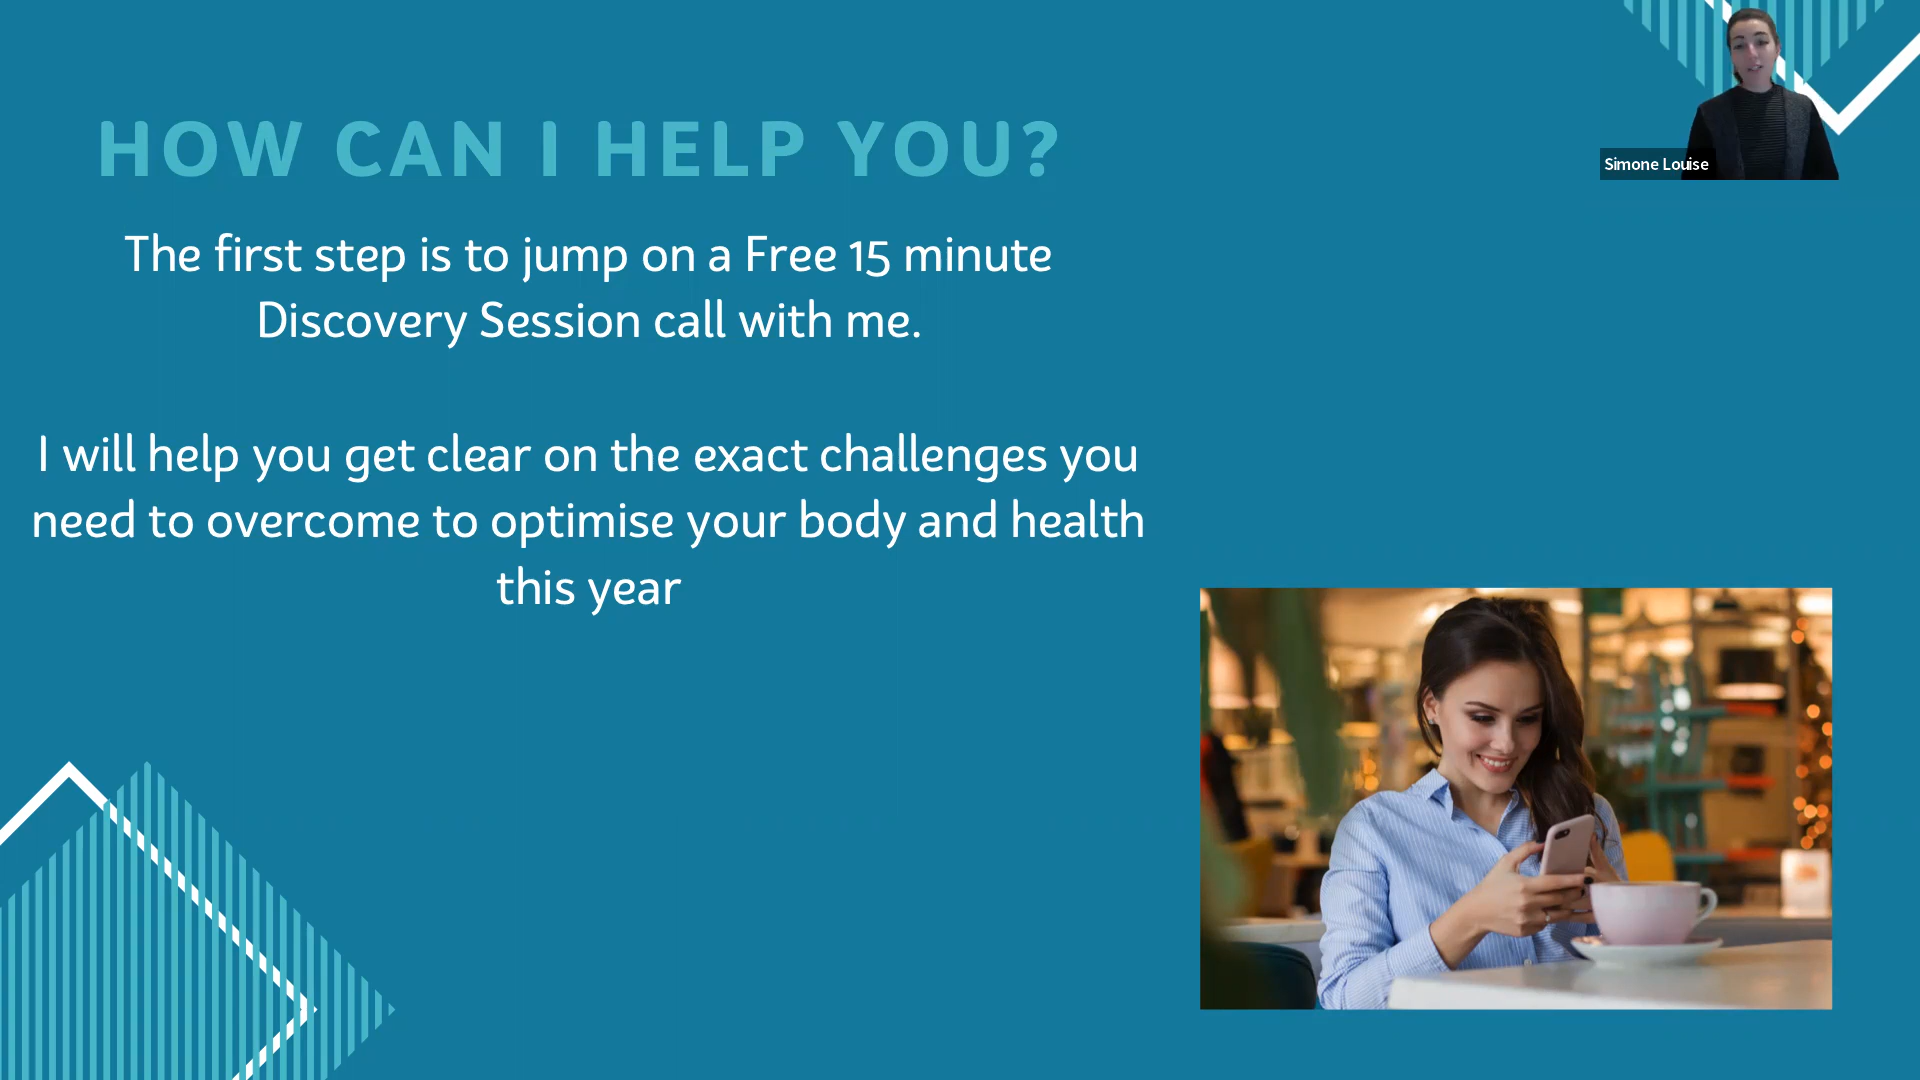 HOW CAN I HELP YOU?
The first step is to jump on a Free 15 minute
Discovery Session call with me.
I will help you get clear on the exact challenges you
need to overcome to optimise your body and health
this year
Simone Louise